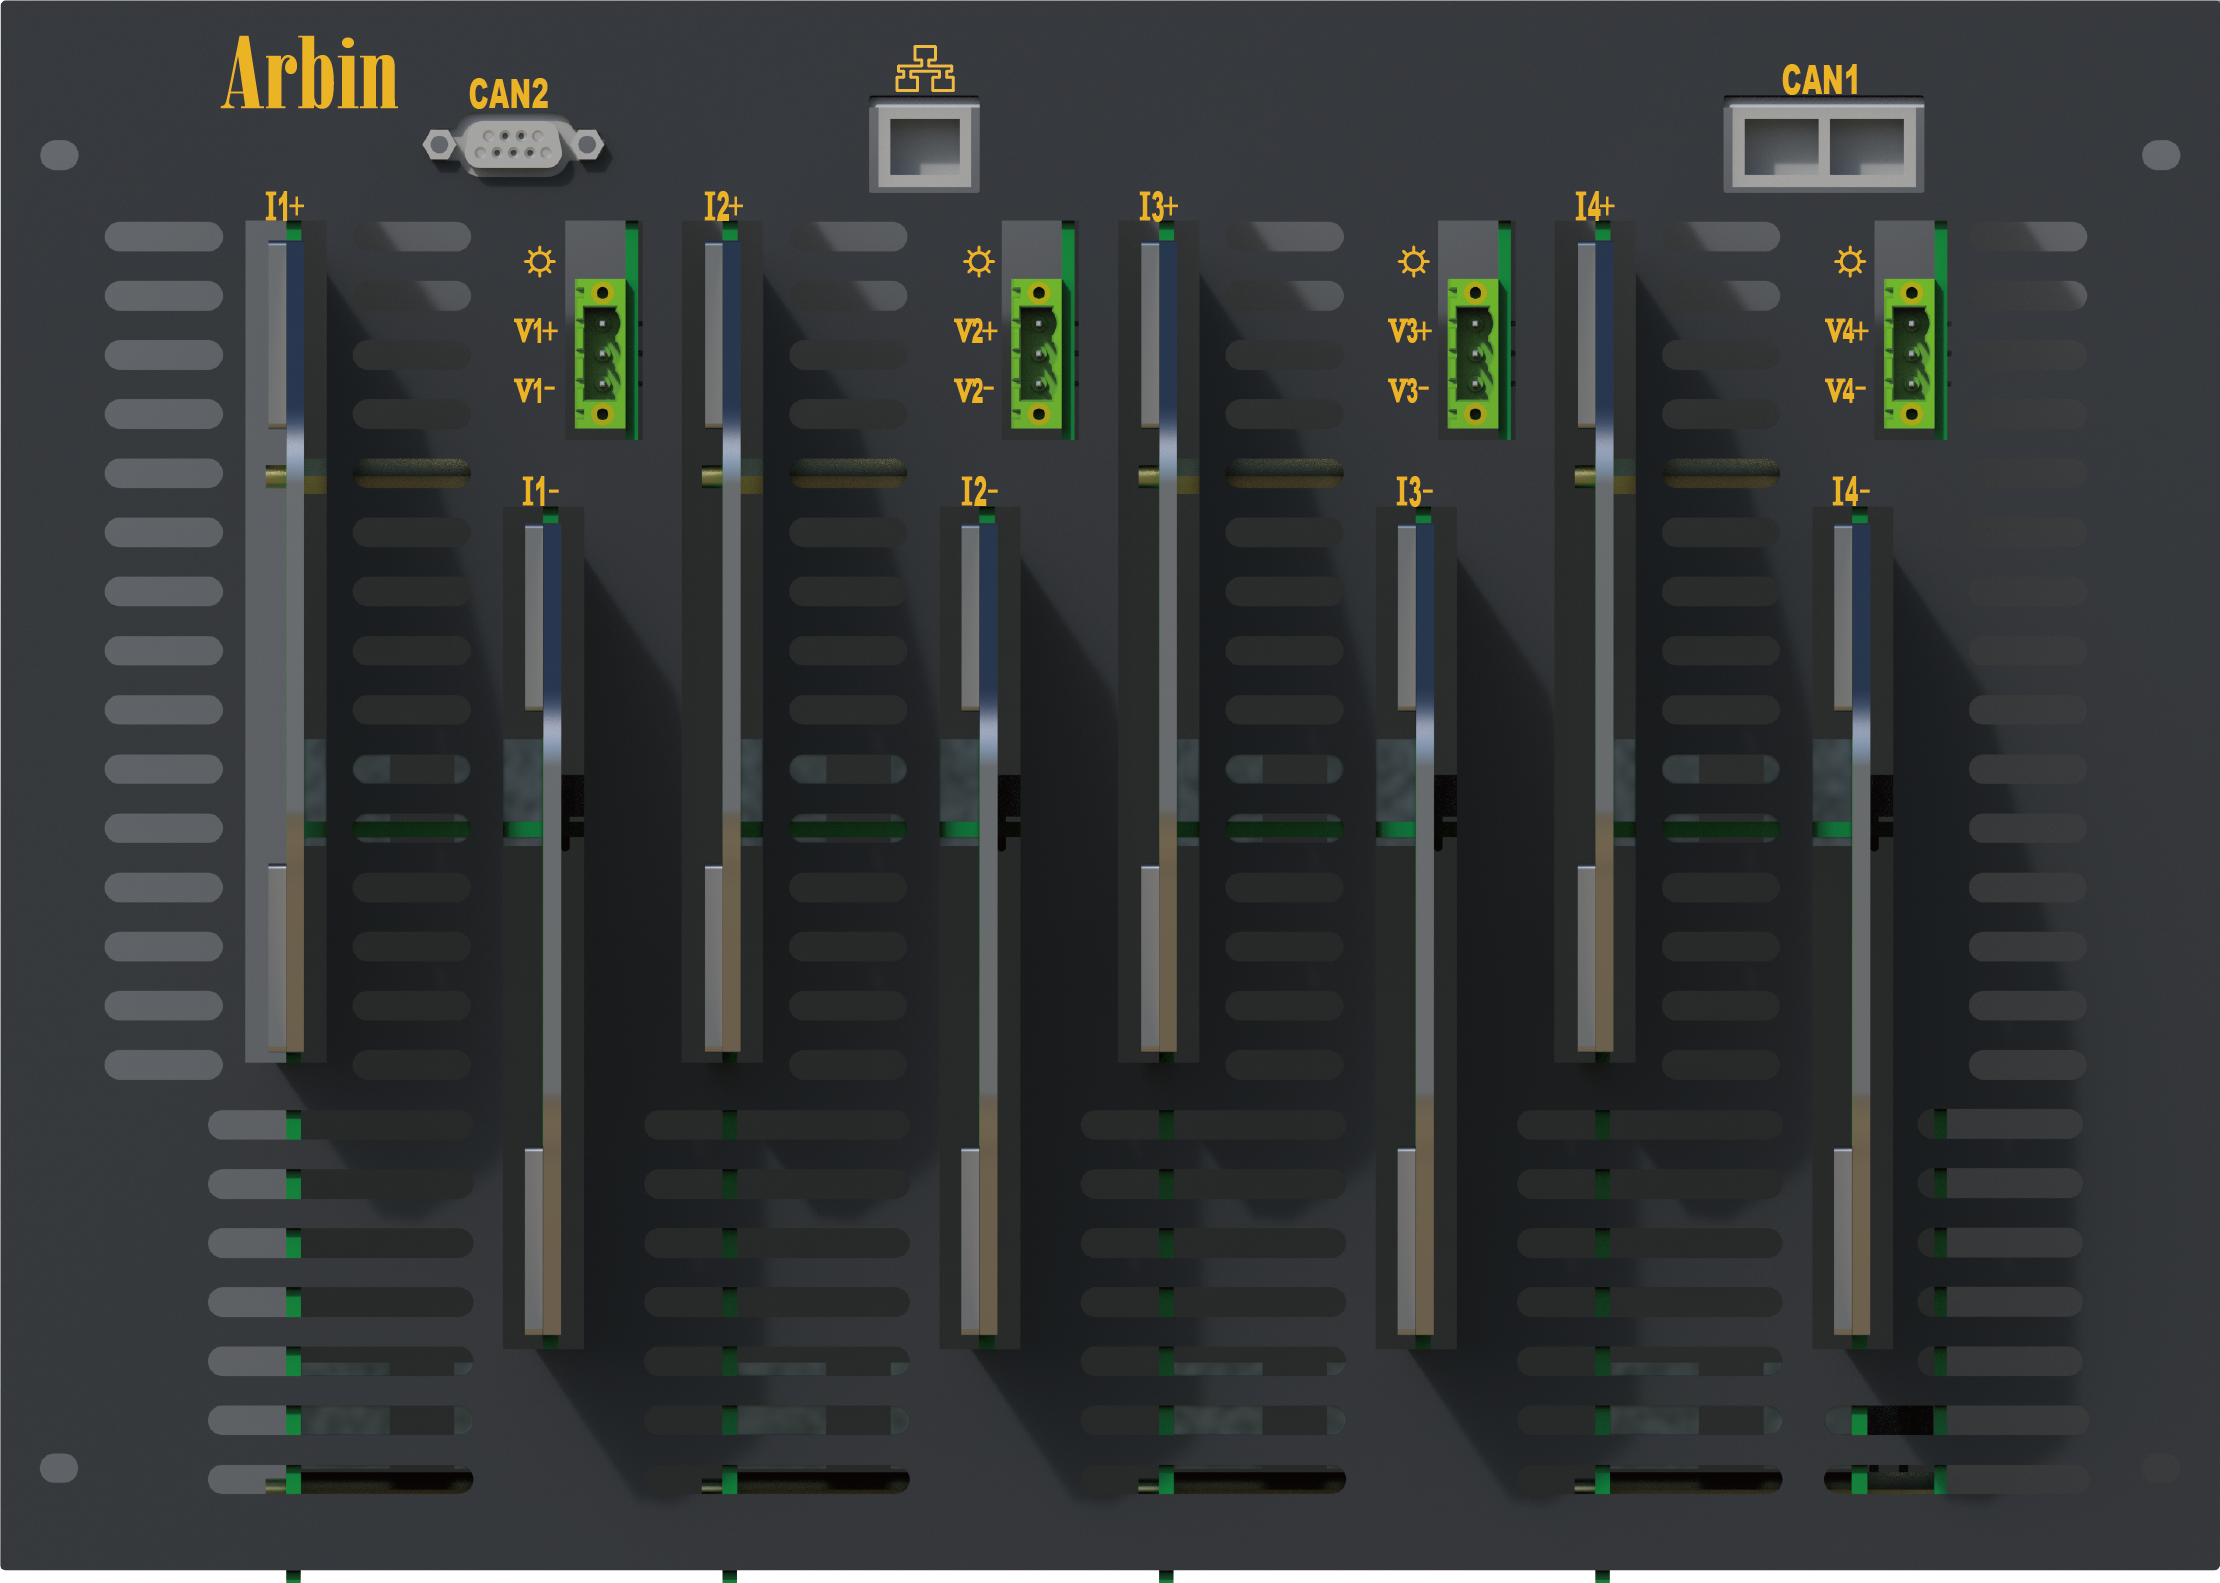 Arbin
CAN2
CAN1
I1+
I2+
I3+
I4+
V1+
V2+
V3+
V4+
V1-
V2-
V3-
V4-
I1-
I2-
I3-
I4-